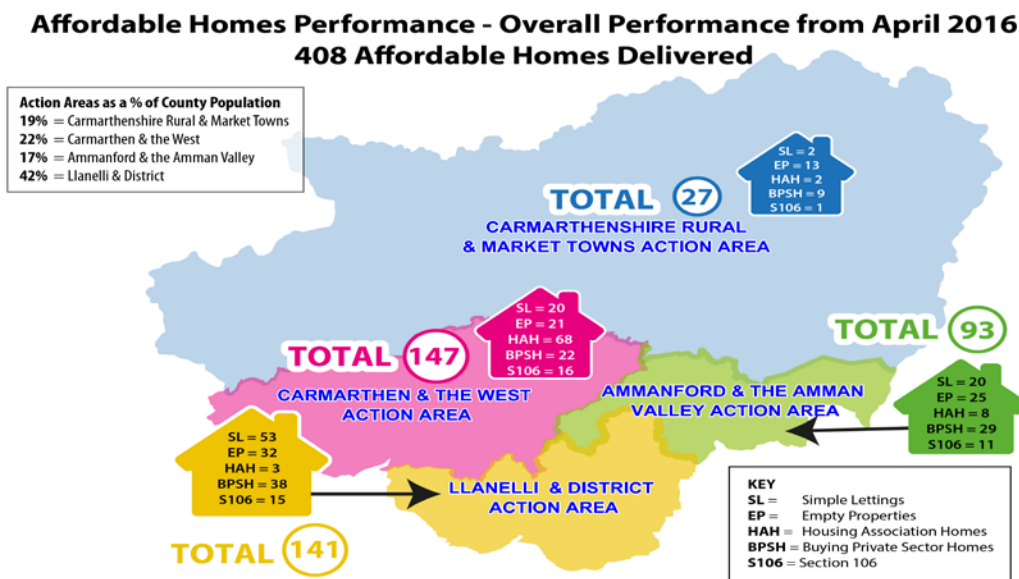 Affordable Homes Performance - Overall Performance from April 2016
408 Affordable Homes Delivered
Action Areas as a % of County Population
19% = Carmarthenshire Rural & Market Towns
22% = Carmarthen & the West
17% = Ammanford & the Amman Valley
42% = Llanelli & District
SL = 2
EP = 13
HAH = 2
BPSH = 9
S106 = 1
TOTAL 27
CARMARTHENSHIRE RURAL
& MARKET TOWNS ACTION AREA
SL = 20
EP = 21
HAH = 68
BPSH = 22
S106 = 16
TOTAL 147
CARMARTHEN & THE WEST
ACTION AREA
TOTAL 93
SL = 20
EP = 25
HAH = 8
BPSH = 29
S106 = 11
AMMANFORD & THE AMMAN
VALLEY ACTION AREA
SL = 53
EP = 32
HAH = 3
BPSH = 38
S106 = 15
LLANELLI & DISTRICT
ACTION AREA
TOTAL 141
KEY
SL = Simple Lettings
EP = Empty Properties
HAH = Housing Association Homes
BPSH = Buying Private Sector Homes
S106 = Section 106